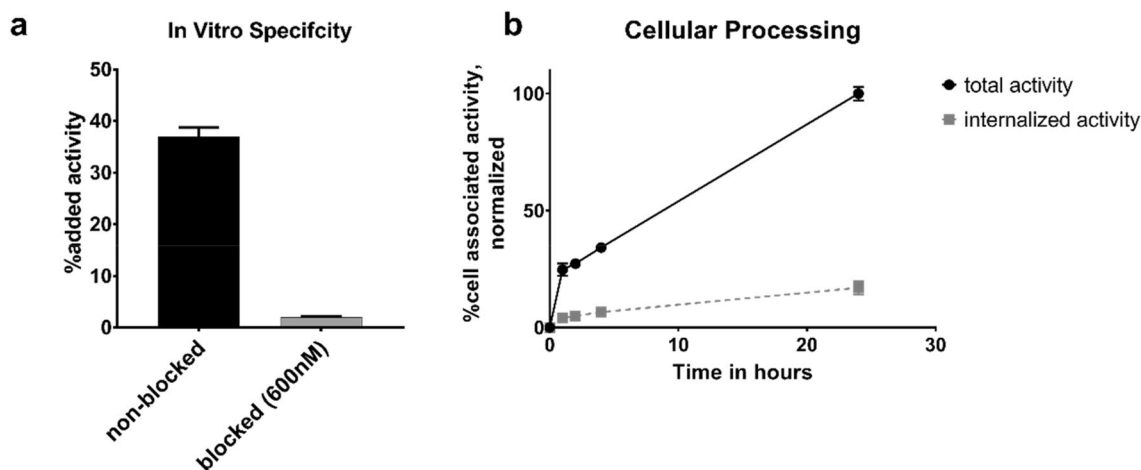 a
In Vitro Specifcity
%added activity
50
40
30
20
10
0
non-blocked
blocked (600nM)
b
Cellular Processing
%cell associated activity,
normalized
100
50
0
0
10
20
30
Time in hours
total activity
internalized activity